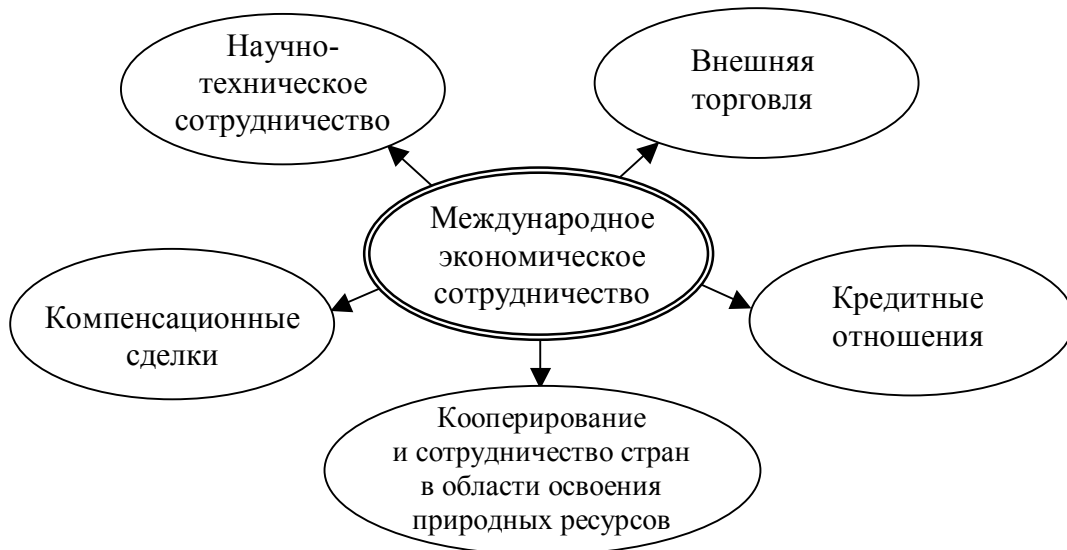 Научно-
техническое
сотрудничество
Внешняя
торговля
Международное
экономическое
сотрудничество
Компенсационные
сделки
Кредитные
отношения
Кооперирование
и сотрудничество стран
в области освоения
природных ресурсов